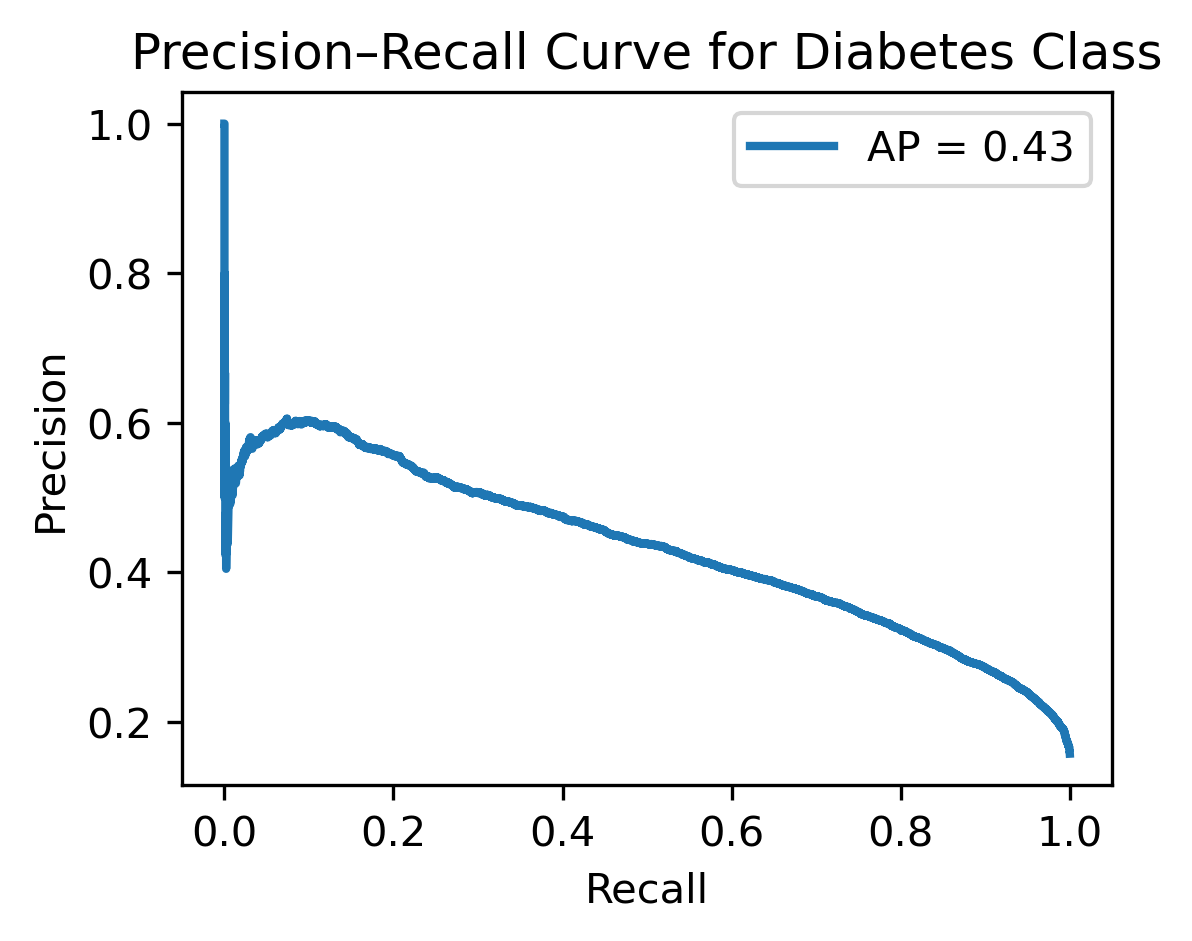 Precision–Recall Curve for Diabetes Class
AP = 0.43
Precision
1.0
0.8
0.6
0.4
0.2
0.0 0.2 0.4 0.6 0.8 1.0
Recall